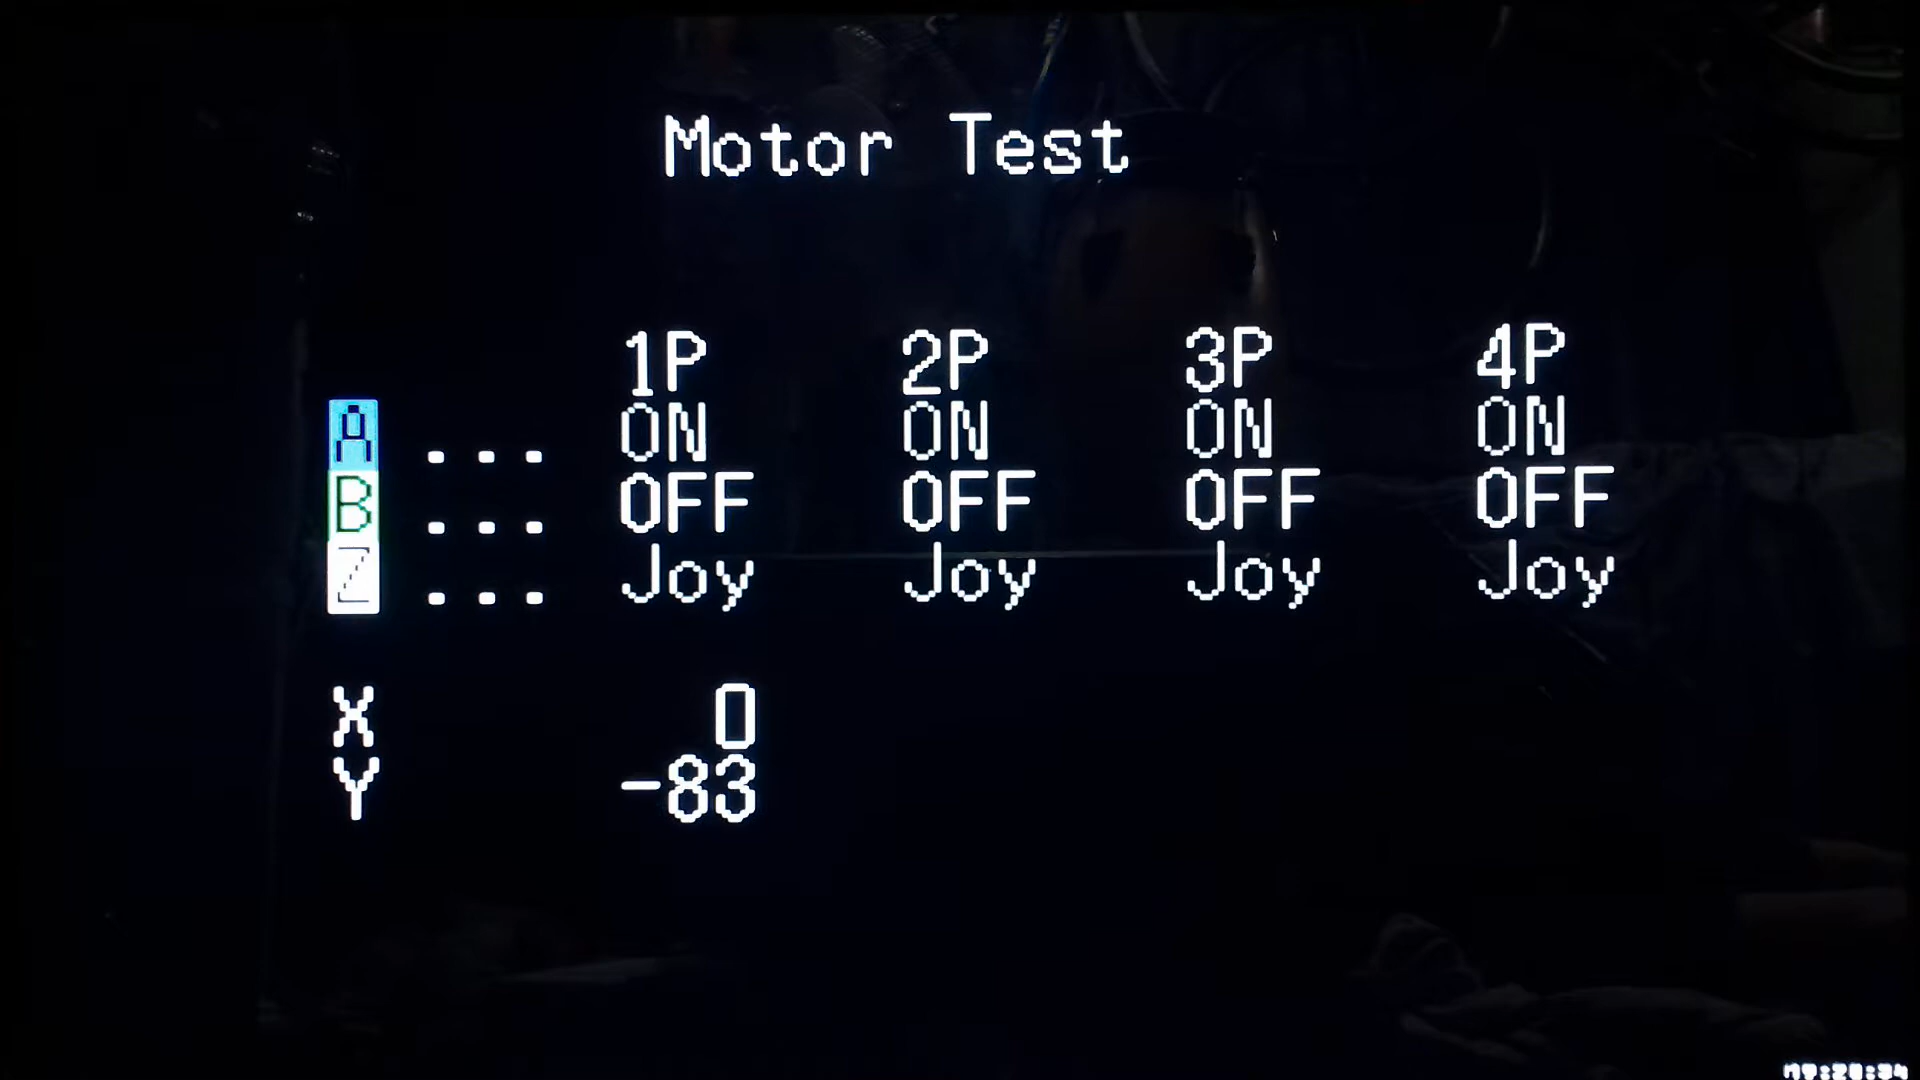 Motor Test
1P 2P 3P 4P
A ... ON ON ON ON
B ... OFF OFF OFF OFF
Z ... Joy Joy Joy Joy
X 0
Y -83